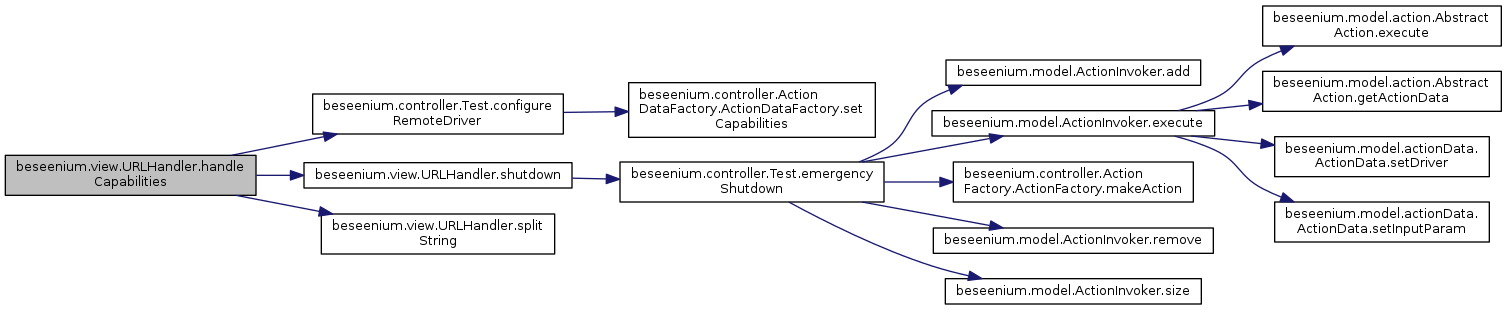 beseenium.view.URLHandler.handle
Capabilities
beseenium.controller.Test.configure
RemoteDriver
beseenium.view.URLHandler.shutdown
beseenium.view.URLHandler.split
String
beseenium.controller.Action
DataFactory.ActionDataFactory.set
Capabilities
beseenium.controller.Test.emergency
Shutdown
beseenium.model.ActionInvoker.add
beseenium.model.ActionInvoker.execute
beseenium.controller.Action
Factory.ActionFactory.makeAction
beseenium.model.ActionInvoker.remove
beseenium.model.ActionInvoker.size
beseenium.model.action.Abstract
Action.execute
beseenium.model.action.Abstract
Action.getActionData
beseenium.model.actionData.
ActionData.setDriver
beseenium.model.actionData.
ActionData.setInputParam